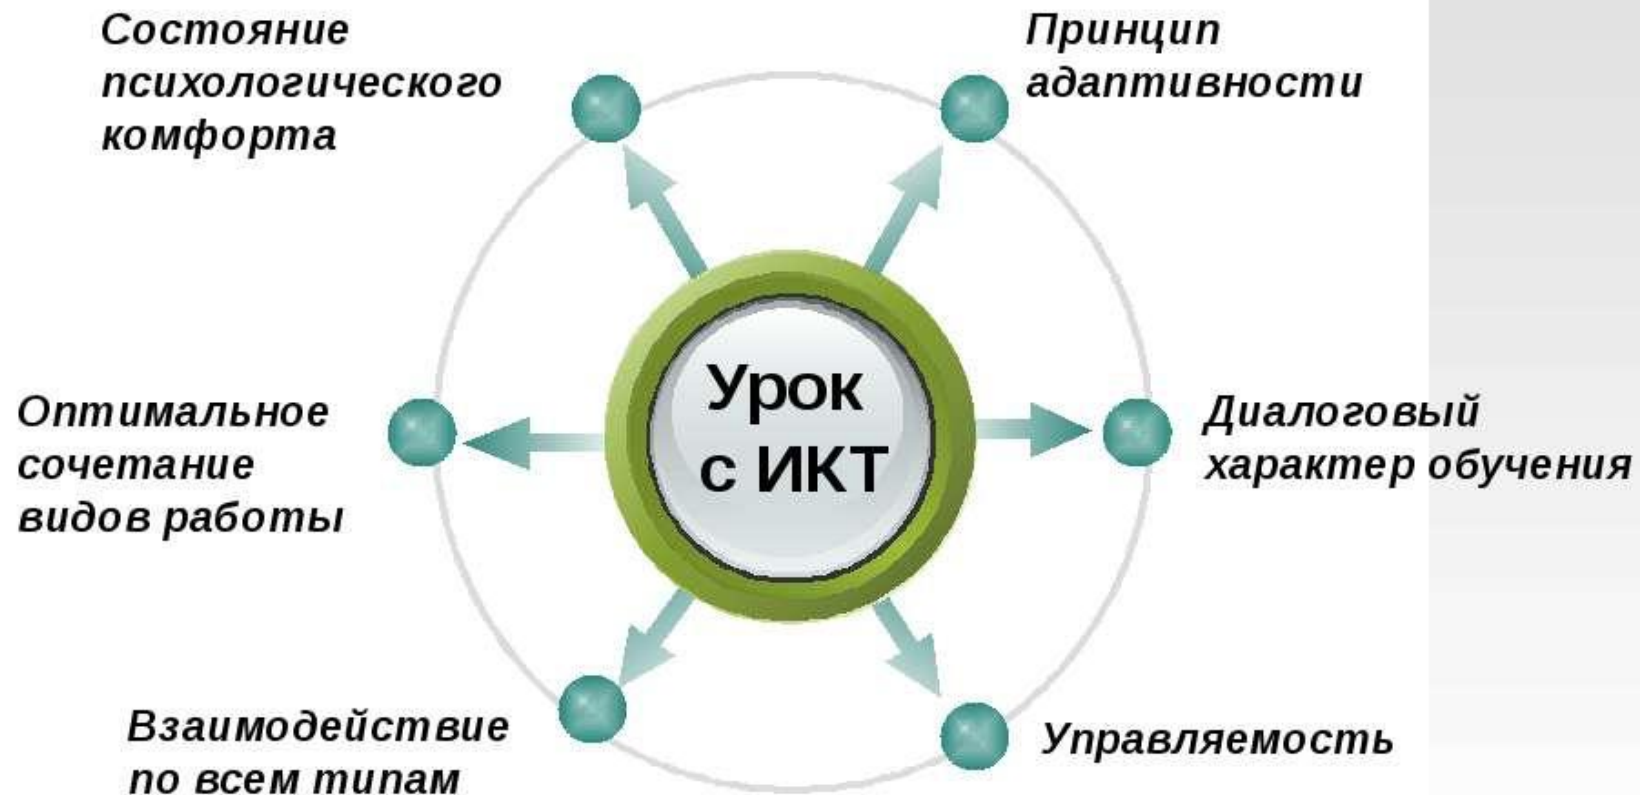 Состояние
психологического
комфорта
Принцип
адаптивности
Урок
с ИКТ
Оптимальное
сочетание
видов работы
Диалоговый
характер обучения
Взаимодействие
по всем типам
Управляемость